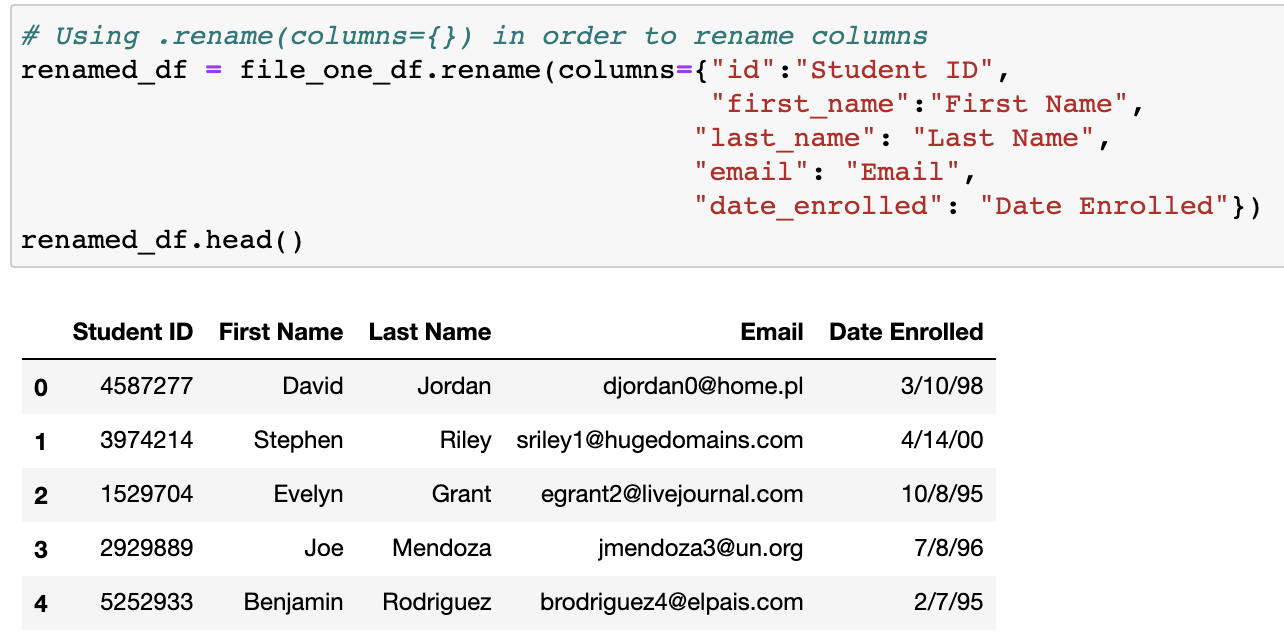 # Using .rename(columns={}) in order to rename columns
renamed_df = file_one_df.rename(columns={"id":"Student ID",
"first_name":"First Name",
"last_name": "Last Name",
"email": "Email",
"date_enrolled": "Date Enrolled"})
renamed_df.head()
Student ID First Name Last Name Email Date Enrolled
0 4587277 David Jordan djordan0@home.pl 3/10/98
1 3974214 Stephen Riley sriley1@hugedomains.com 4/14/00
2 1529704 Evelyn Grant egrant2@livejournal.com 10/8/95
3 2929889 Joe Mendoza jmendoza3@un.org 7/8/96
4 5252933 Benjamin Rodriguez brodriguez4@elpais.com 2/7/95